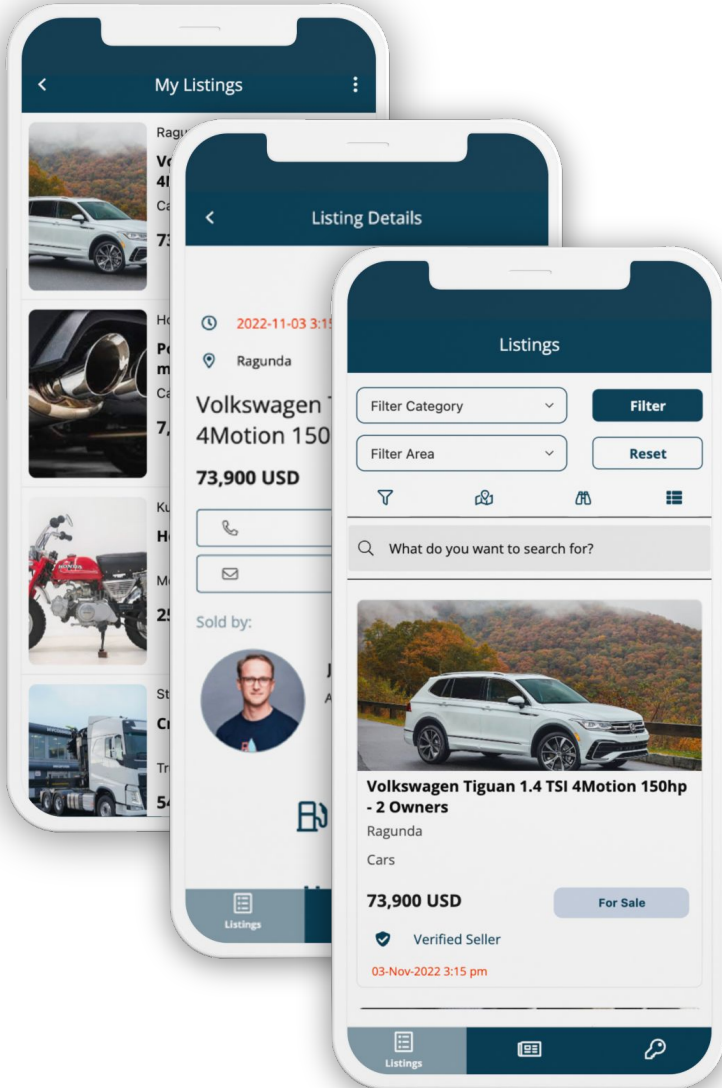 My Listings
Listing Details
2022-11-03 3:15
Ragunda
Volkswagen
4Motion 150
73,900 USD
Sold by:
Listings
Listings
Filter Category
Filter
Filter Area
Reset
What do you want to search for?
Volkswagen Tiguan 1.4 TSI 4Motion 150hp
- 2 Owners
Ragunda
Cars
73,900 USD
For Sale
Verified Seller
03-Nov-2022 3:15 pm
Listings